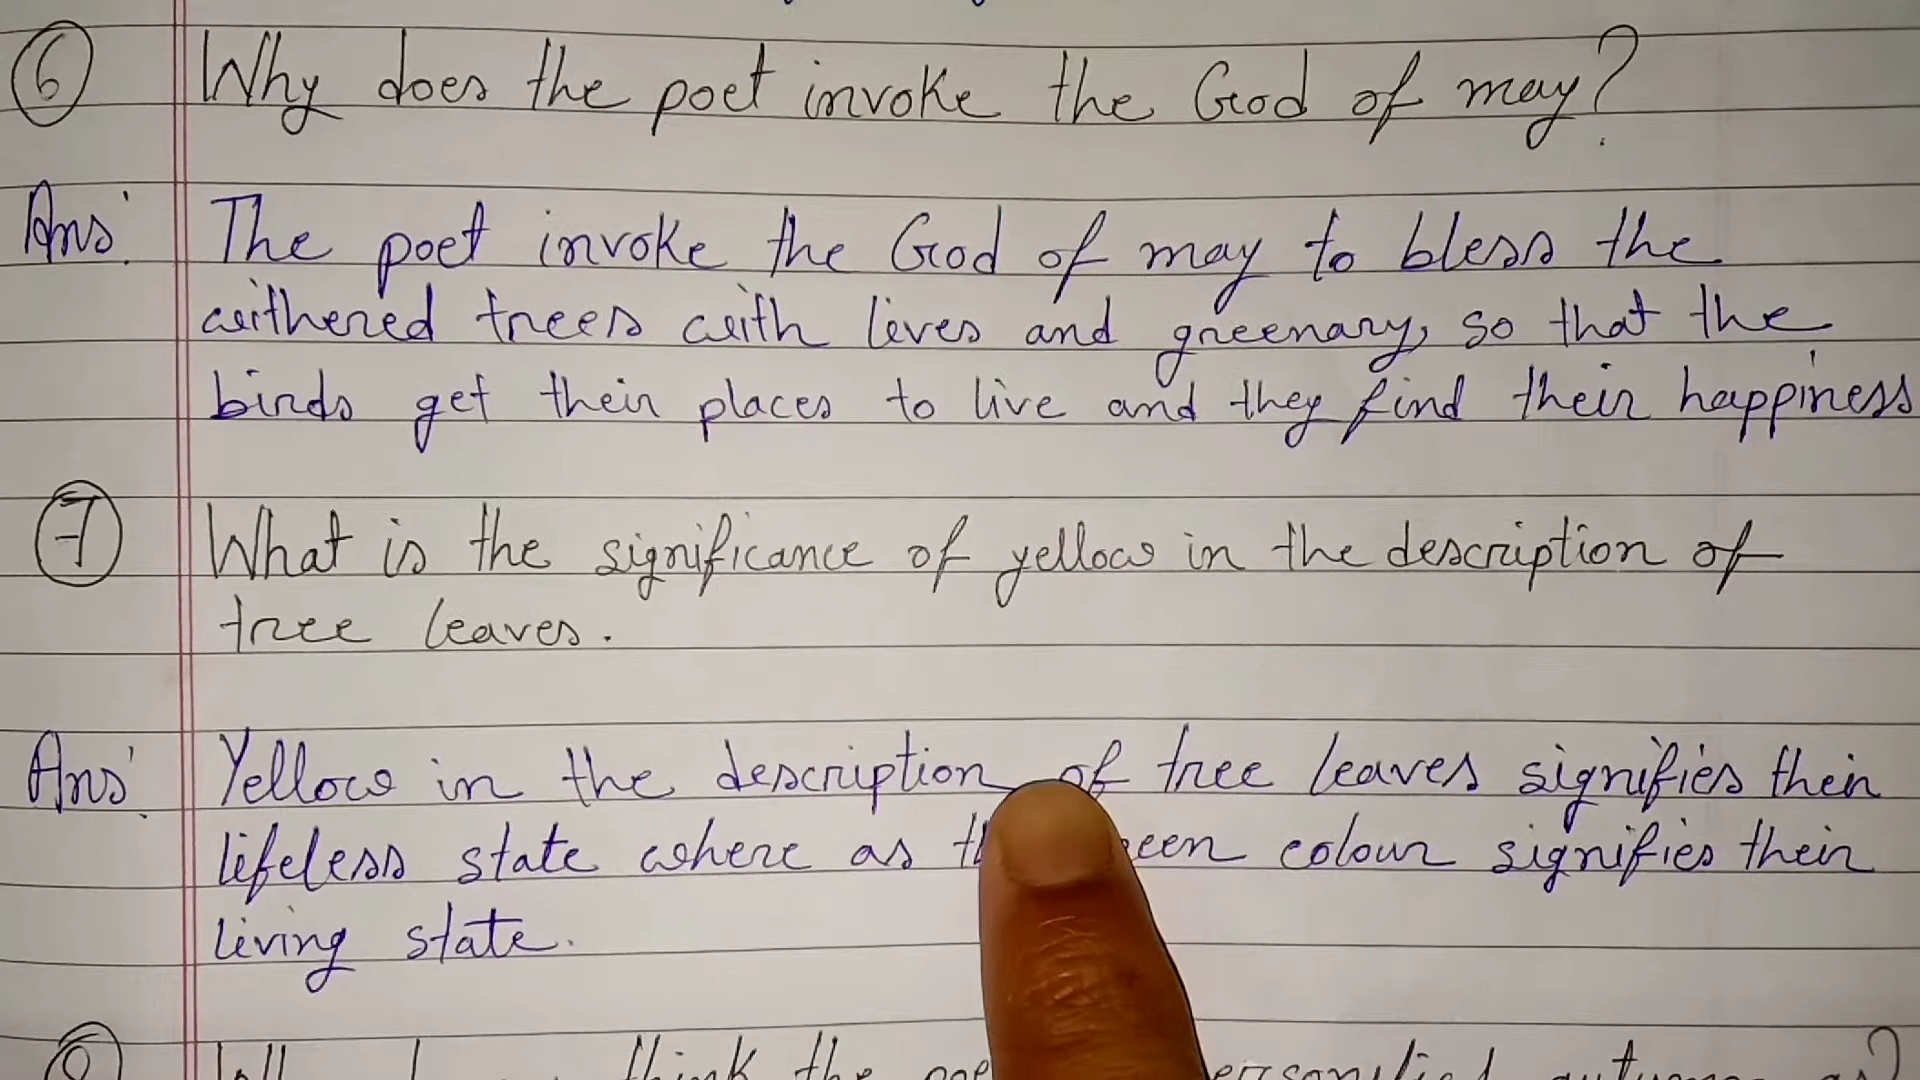 6 Why does the poet invoke the God of may?
Ans: The poet invoke the God of may to bless the
withered trees with lives and greenary, so that the
birds get their places to live and they find their happiness
7 What is the significance of yellow in the description of
tree leaves.
Ans: Yellow in the description of tree leaves signifies their
lifeless state where as colour signifies their
living state.
think the